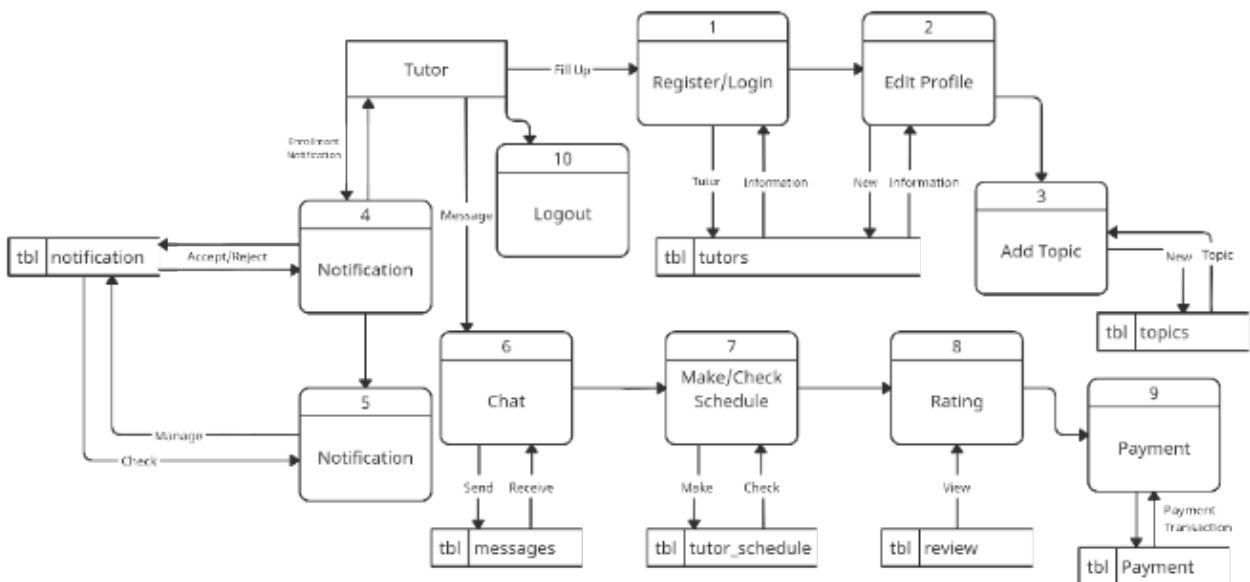 1
Register/Login
2
Edit Profile
Tutor
Fill Up
Enrollment
Notification
10
Logout
Tutor
Information
New
Information
3
Add Topic
4
Notification
Message
tbl notification
Accept/Reject
tbl tutors
New
Topic
tbl topics
6
Chat
7
Make/Check
Schedule
8
Rating
9
Payment
5
Notification
Manage
Check
Send
Receive
Make
Check
View
Payment
Transaction
tbl messages
tbl tutor_schedule
tbl review
tbl Payment